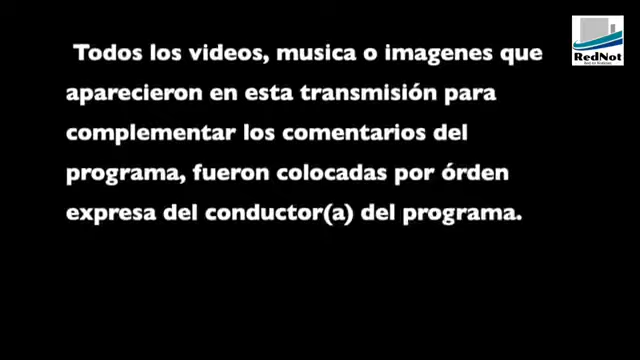 Todos los videos, musica o imagenes que
aparecieron en esta transmisión para
complementar los comentarios del
programa, fueron colocadas por órden
expresa del conductor(a) del programa.
RedNot